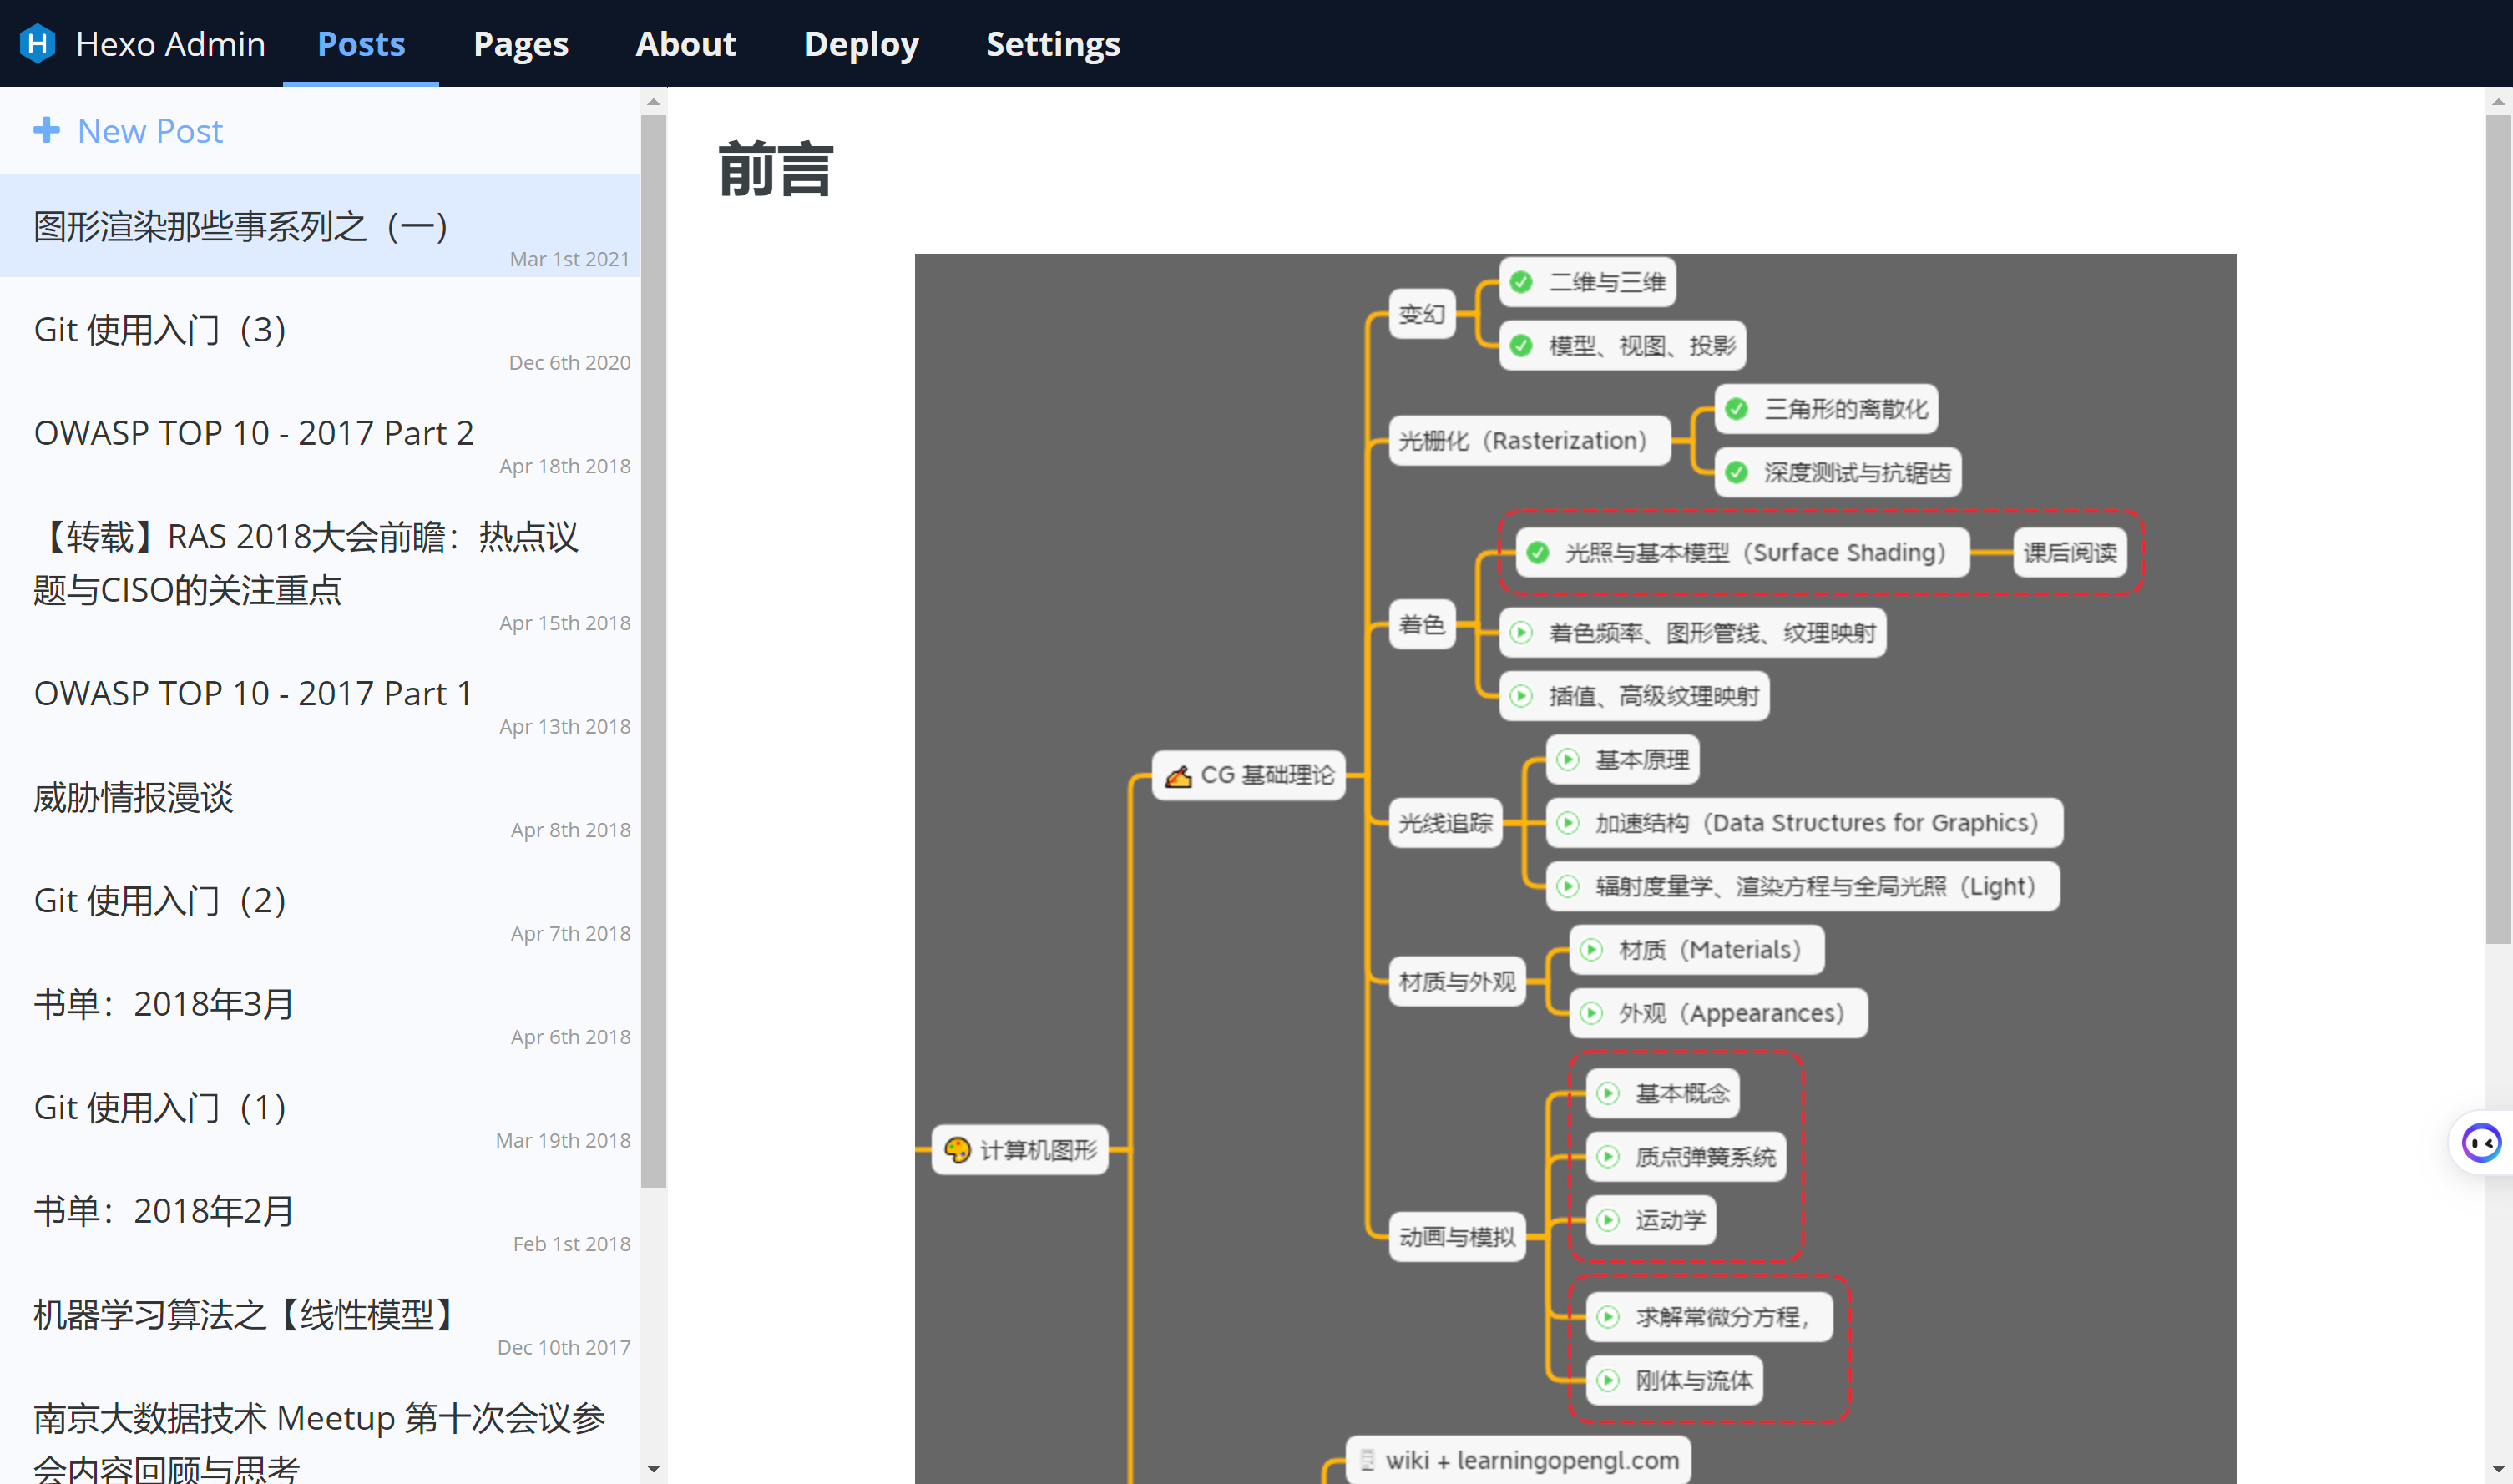 Hexo Admin
Posts
Pages
About
Deploy
Settings
New Post
图形渲染那些事系列之（一）
Mar 1st 2021
Git 使用入门（3）
Dec 6th 2020
OWASP TOP 10 - 2017 Part 2
Apr 18th 2018
【转载】RAS 2018大会前瞻：热点议
题与CISO的关注重点
Apr 15th 2018
OWASP TOP 10 - 2017 Part 1
Apr 13th 2018
威胁情报漫谈
Apr 8th 2018
Git 使用入门（2）
Apr 7th 2018
书单：2018年3月
Apr 6th 2018
Git 使用入门（1）
Mar 19th 2018
书单：2018年2月
Feb 1st 2018
机器学习算法之【线性模型】
Dec 10th 2017
南京大数据技术 Meetup 第十次会议参
会内容回顾与思考
前言
计算机图形
CG 基础理论
变幻
二维与三维
模型、视图、投影
光栅化（Rasterization）
三角形的离散化
深度测试与抗锯齿
着色
光照与基本模型（Surface Shading）
课后阅读
着色频率、图形管线、纹理映射
插值、高级纹理映射
光线追踪
基本原理
加速结构（Data Structures for Graphics）
辐射度量学、渲染方程与全局光照（Light）
材质与外观
材质（Materials）
外观（Appearances）
动画与模拟
基本概念
质点弹簧系统
运动学
求解常微分方程，
刚体与流体
wiki + learningopengl.com